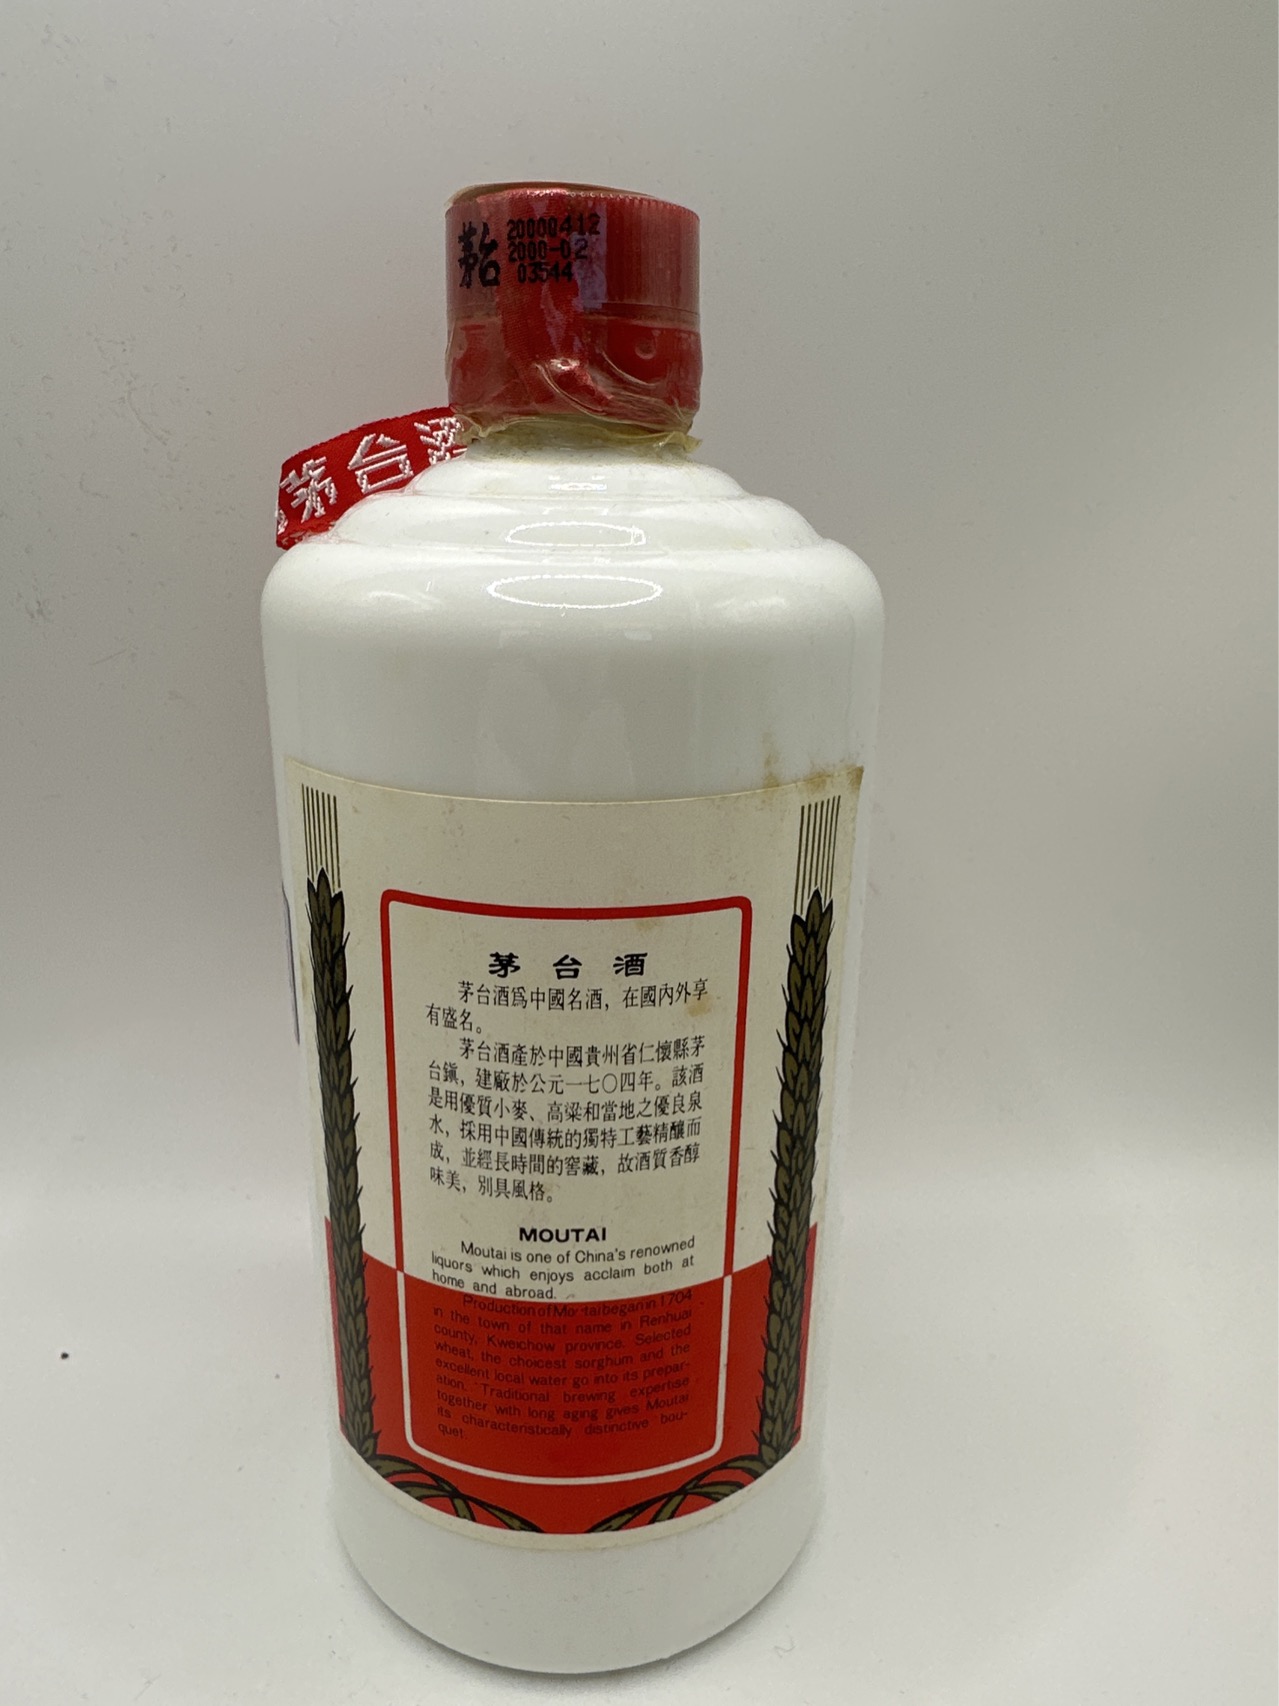 茅台
20000412
2000-02
03544
茅台酒
茅台酒
茅台酒爲中國名酒，在國內外享
有盛名。
茅台酒產於中國貴州省仁懷縣茅
台鎮，建廠於公元一七〇四年。該酒
是用優質小麥、高粱和當地之優良泉
水，採用中國傳統的獨特工藝精釀而
成，並經長時間的窖藏，故酒質香醇
味美，別具風格。
MOUTAI
Moutai is one of China's renowned
liquors which enjoys acclaim both at
home and abroad.
Production of Moutai began in 1704
in the town of that name in Renhuai
county, Kweichow province. Selected
wheat, the choicest sorghum and the
excellent local water go into its prepar-
ation. Traditional brewing expertise
together with long aging gives Moutai
its characteristically distinctive bou-
quet.